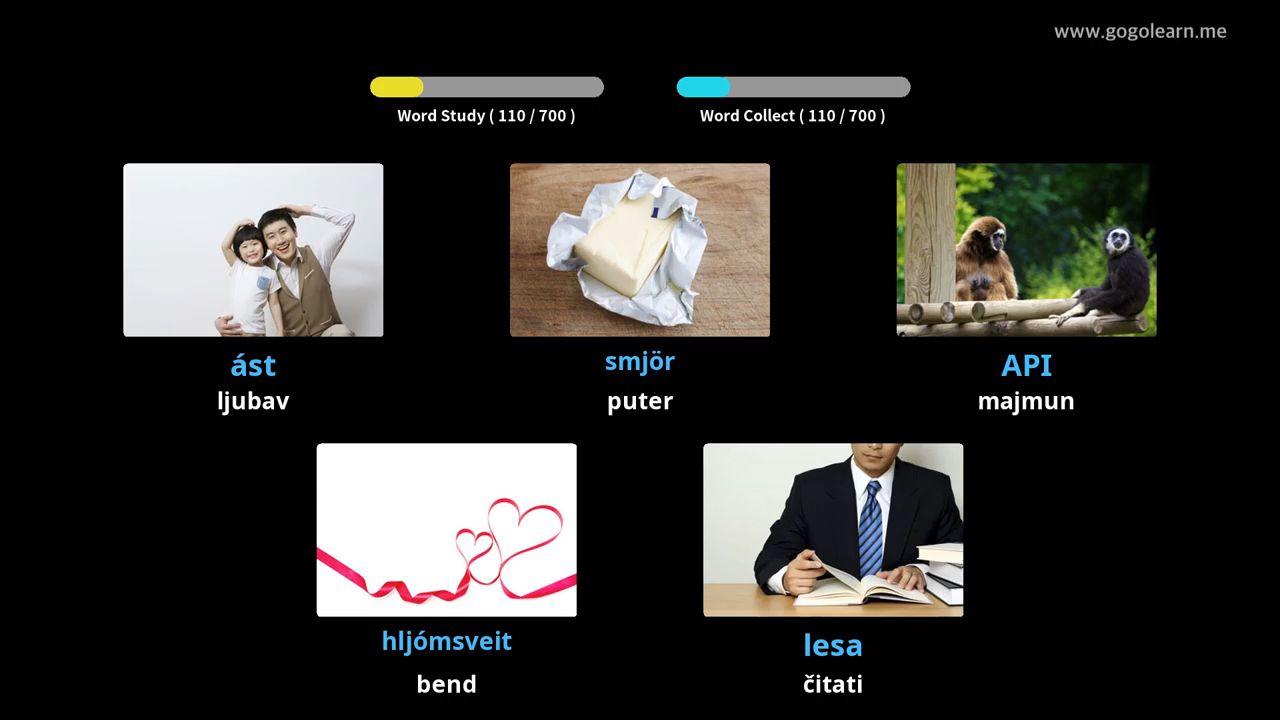 www.gogolearn.me
Word Study ( 110 / 700 )
Word Collect ( 110 / 700 )
ást
ljubav
smjör
puter
API
majmun
hljómsveit
bend
lesa
čitati